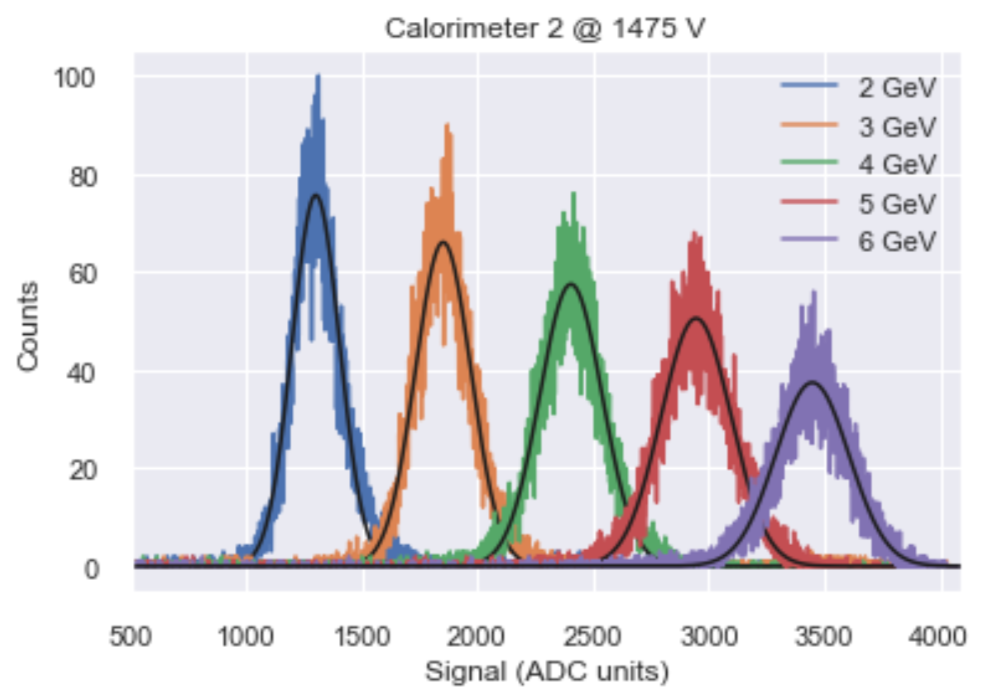 Calorimeter 2 @ 1475 V
100
80
60
40
20
0
Counts
2 GeV
3 GeV
4 GeV
5 GeV
6 GeV
500 1000 1500 2000 2500 3000 3500 4000
Signal (ADC units)